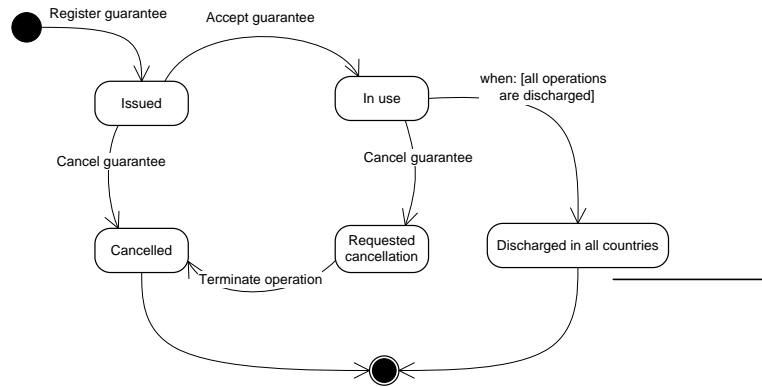 Register guarantee
Accept guarantee
Issued
In use
when: [all operations
are discharged]
Cancel guarantee
Cancel guarantee
Cancelled
Requested
cancellation
Discharged in all countries
Terminate operation